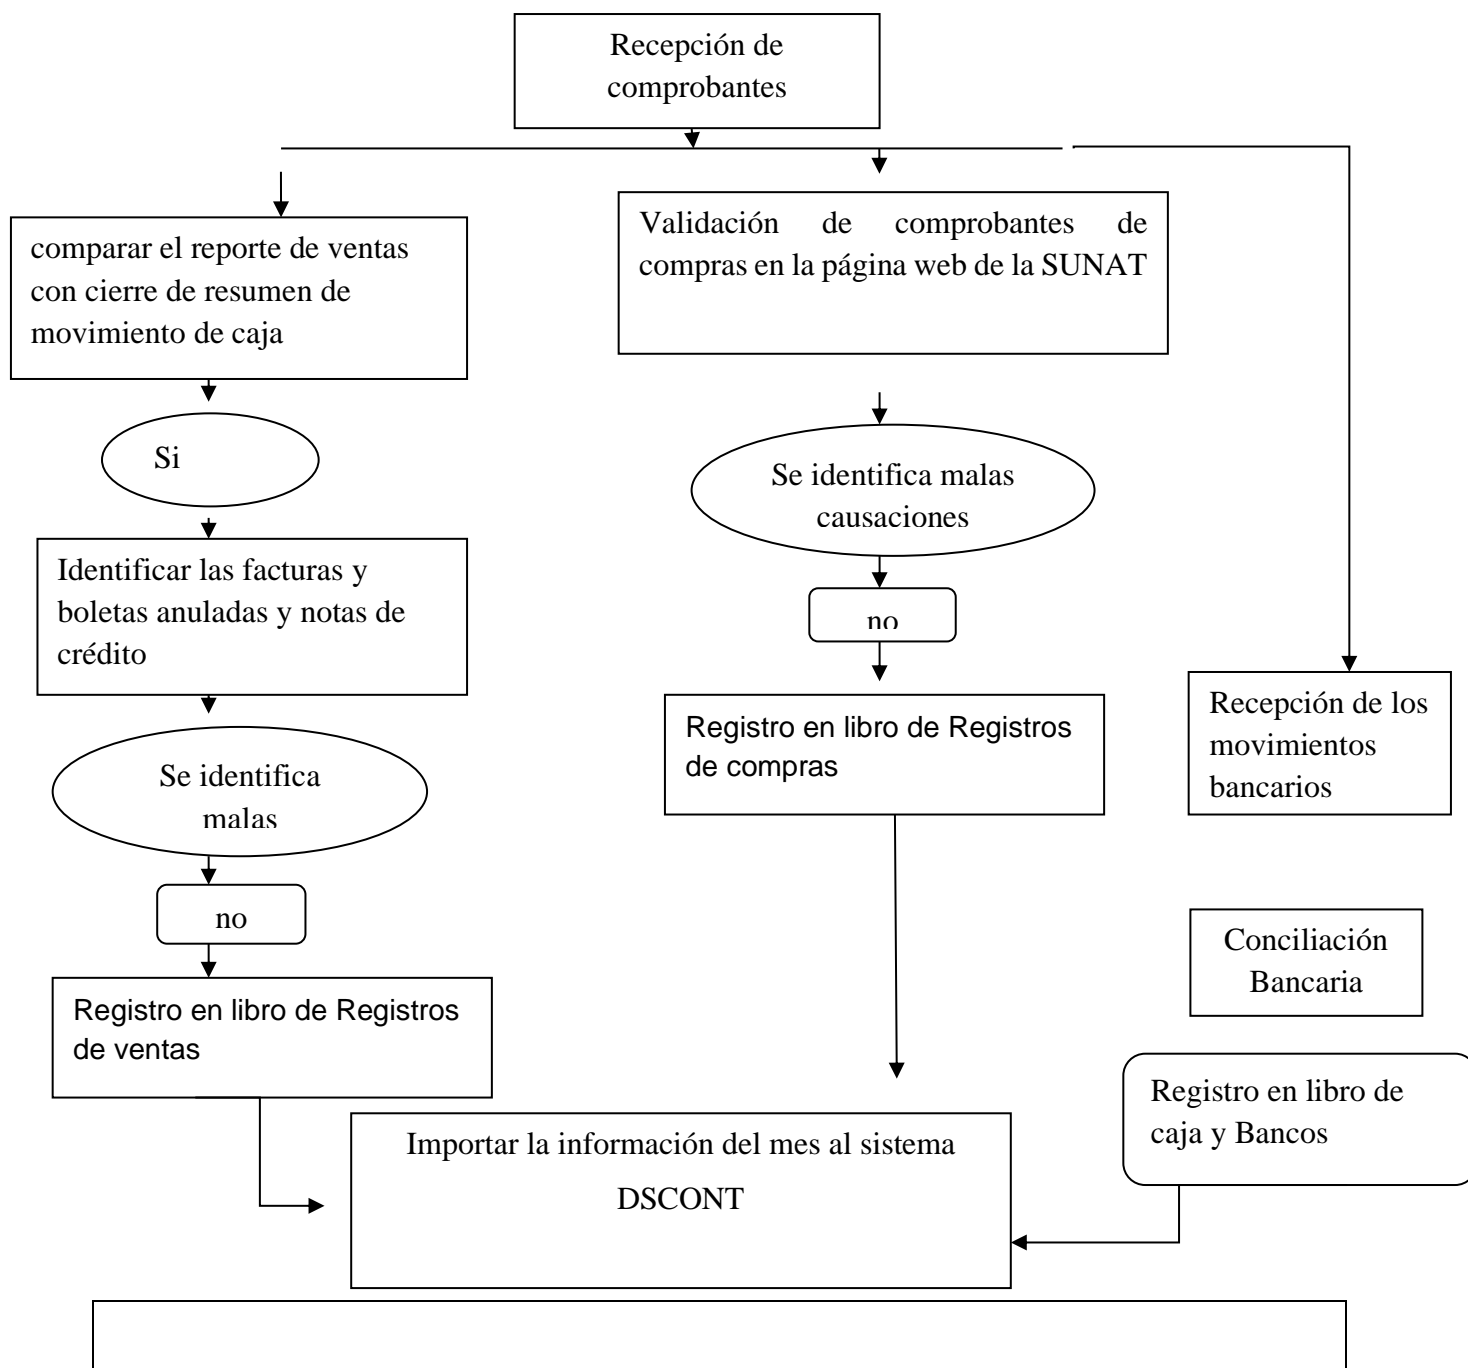 Recepción de
comprobantes
comparar el reporte de ventas
con cierre de resumen de
movimiento de caja
Validación de comprobantes de
compras en la página web de la SUNAT
Si
Se identifica malas
causaciones
Identificar las facturas y
boletas anuladas y notas de
crédito
no
Registro en libro de Registros
de compras
Recepción de los
movimientos
bancarios
Se identifica
malas
no
Conciliación
Bancaria
Registro en libro de Registros
de ventas
Registro en libro de
caja y Bancos
Importar la información del mes al sistema
DSCONT